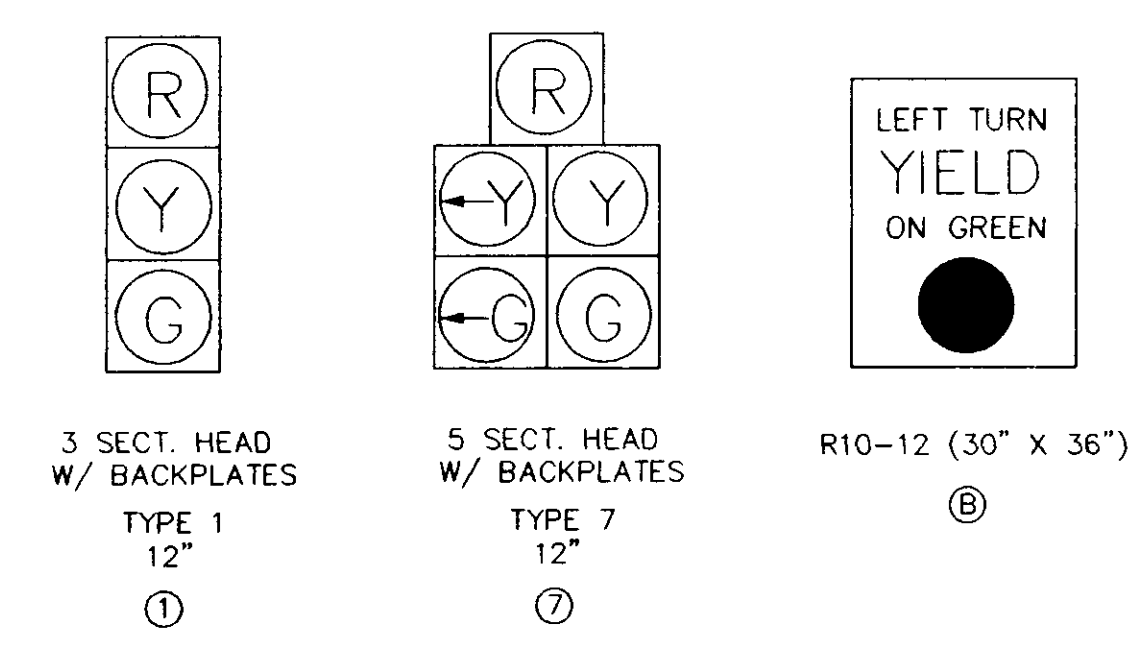 R
Y
G
3 SECT. HEAD
W/ BACKPLATES
TYPE 1
12"
1
R
Y Y
G G
5 SECT. HEAD
W/ BACKPLATES
TYPE 7
12"
7
LEFT TURN
YIELD
ON GREEN
R10-12 (30" X 36")
B